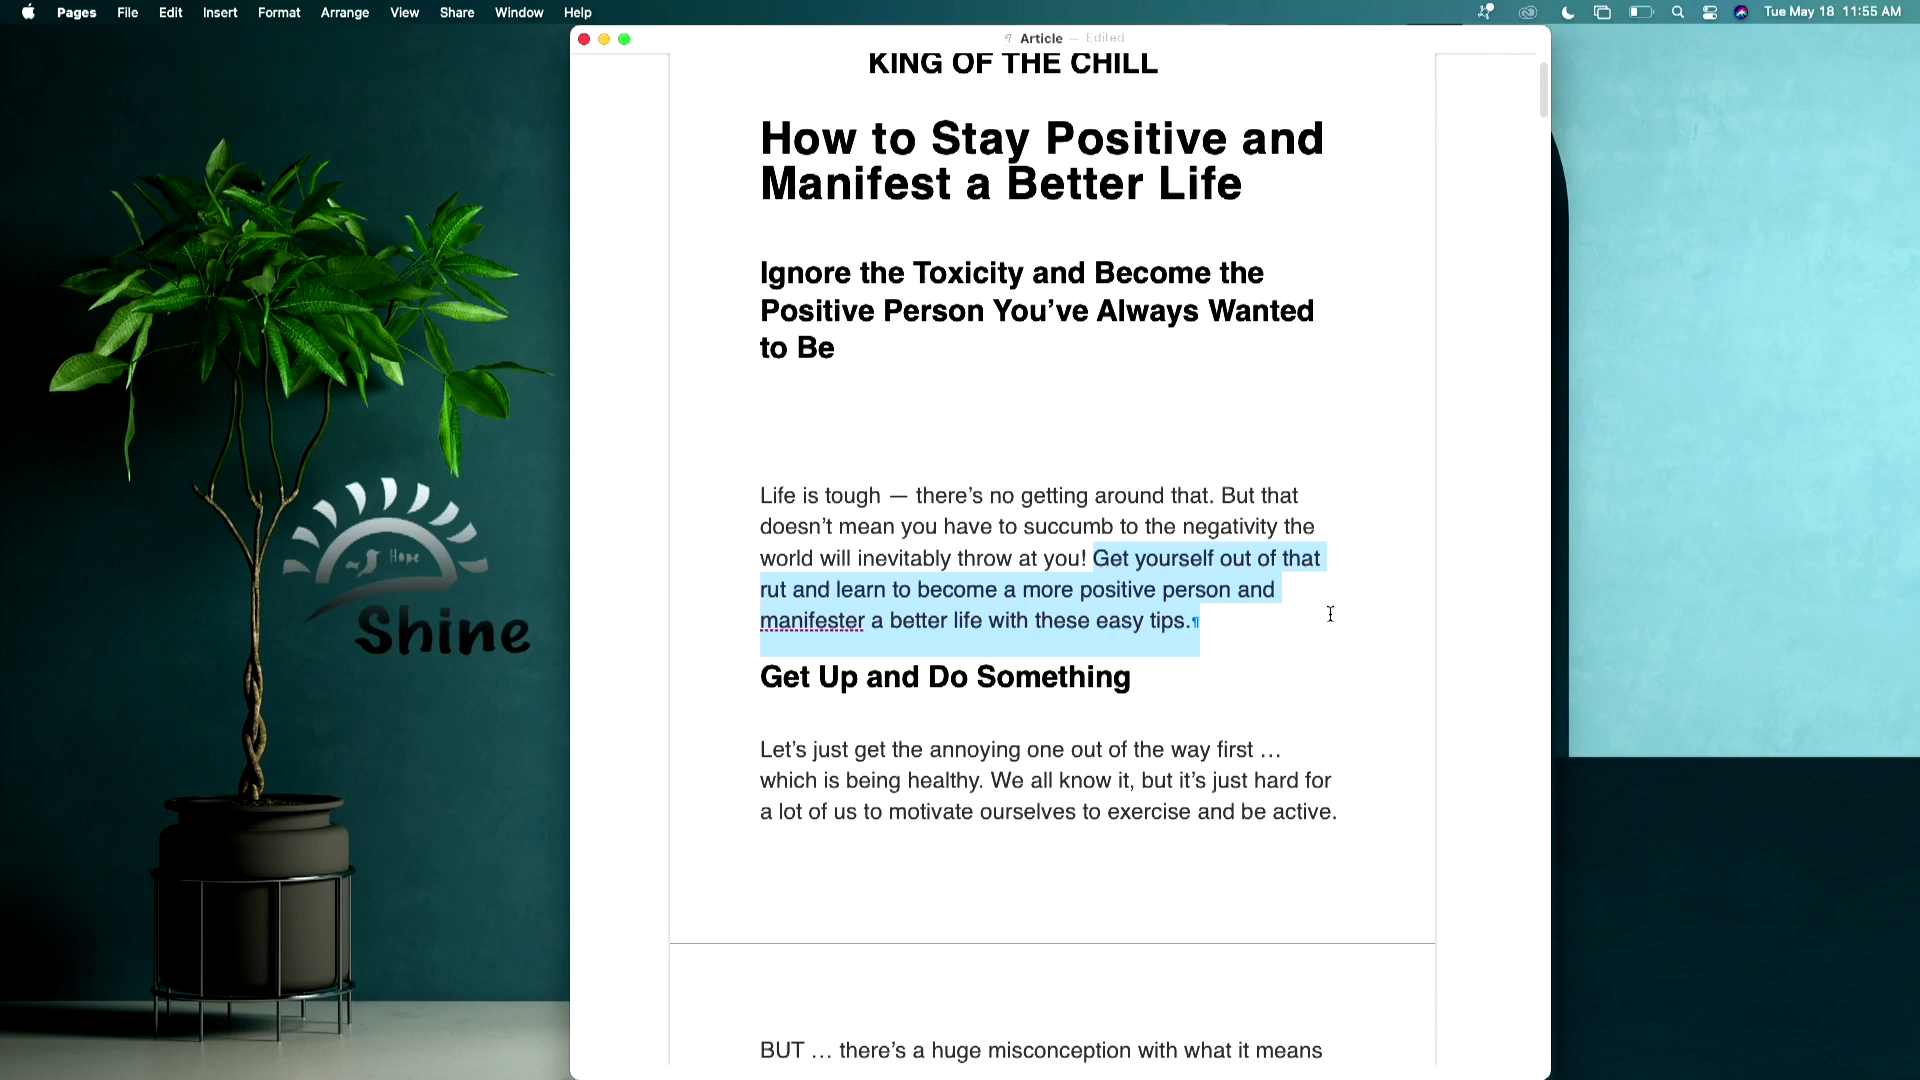 Pages File Edit Insert Format Arrange View Share Window Help Tue May 18 11:55 AM
Article — Edited
KING OF THE CHILL
How to Stay Positive and
Manifest a Better Life
Ignore the Toxicity and Become the
Positive Person You’ve Always Wanted
to Be
Life is tough — there’s no getting around that. But that
doesn’t mean you have to succumb to the negativity the
world will inevitably throw at you! Get yourself out of that
rut and learn to become a more positive person and
manifester a better life with these easy tips.¶
Get Up and Do Something
Let’s just get the annoying one out of the way first …
which is being healthy. We all know it, but it’s just hard for
a lot of us to motivate ourselves to exercise and be active.
BUT … there’s a huge misconception with what it means
Hope
Shine